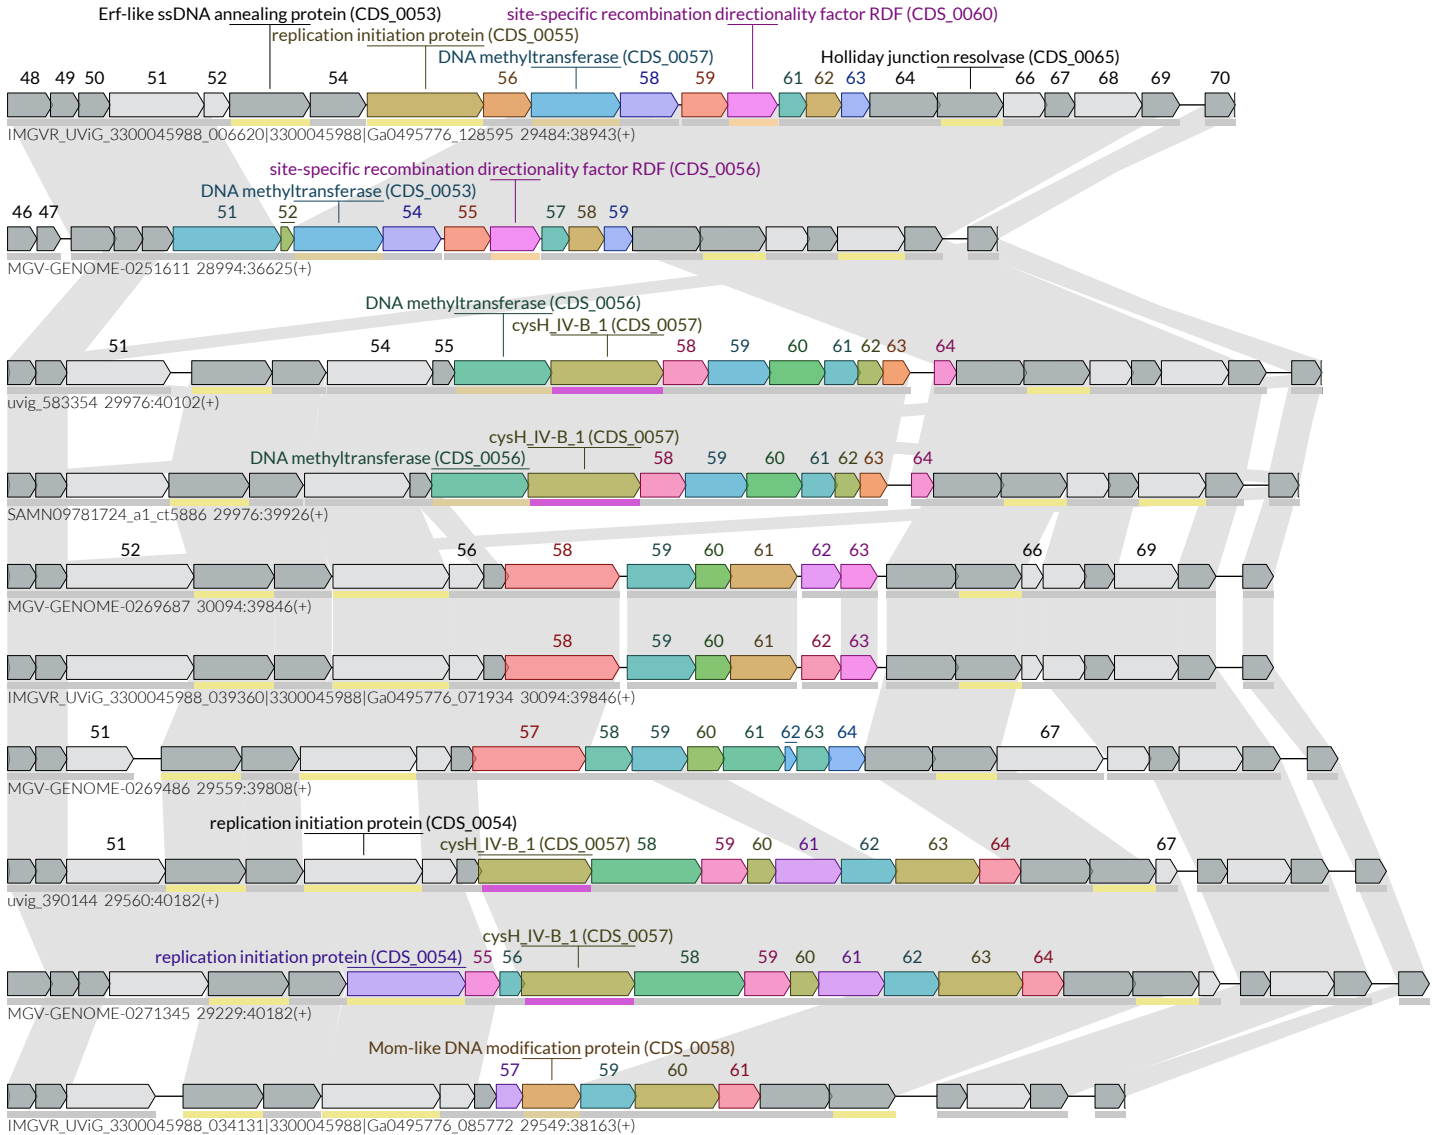 Erf-like ssDNA annealing protein (CDS_0053) site-specific recombination directionality factor RDF (CDS_0060)
replication initiation protein (CDS_0055)
DNA methyltransferase (CDS_0057) Holliday junction resolvase (CDS_0065)
48 49 50 51 52 54 56 58 59 61 62 63 64 66 67 68 69 70
IMGVR_UViG_3300045988_006620|3300045988|Ga0495776_128595 29484:38943(+)
site-specific recombination directionality factor RDF (CDS_0056)
DNA methyltransferase (CDS_0053)
46 47 51 52 54 55 57 58 59
MGV-GENOME-0251611 28994:36625(+)
DNA methyltransferase (CDS_0056)
cysH_IV-B_1 (CDS_0057)
51 54 55 58 59 60 61 62 63 64
uvig_583354 29976:40102(+)
cysH_IV-B_1 (CDS_0057)
DNA methyltransferase (CDS_0056) 58 59 60 61 62 63 64
SAMN09781724_a1_ct5886 29976:39926(+)
52 56 58 59 60 61 62 63 66 69
MGV-GENOME-0269687 30094:39846(+)
58 59 60 61 62 63
IMGVR_UViG_3300045988_039360|3300045988|Ga0495776_071934 30094:39846(+)
51 57 58 59 60 61 62 63 64 67
MGV-GENOME-0269486 29559:39808(+)
replication initiation protein (CDS_0054)
51 cysH_IV-B_1 (CDS_0057) 58 59 60 61 62 63 64 67
uvig_390144 29560:40182(+)
cysH_IV-B_1 (CDS_0057)
replication initiation protein (CDS_0054) 55 56 58 59 60 61 62 63 64
MGV-GENOME-0271345 29229:40182(+)
Mom-like DNA modification protein (CDS_0058)
57 59 60 61
IMGVR_UViG_3300045988_034131|3300045988|Ga0495776_085772 29549:38163(+)